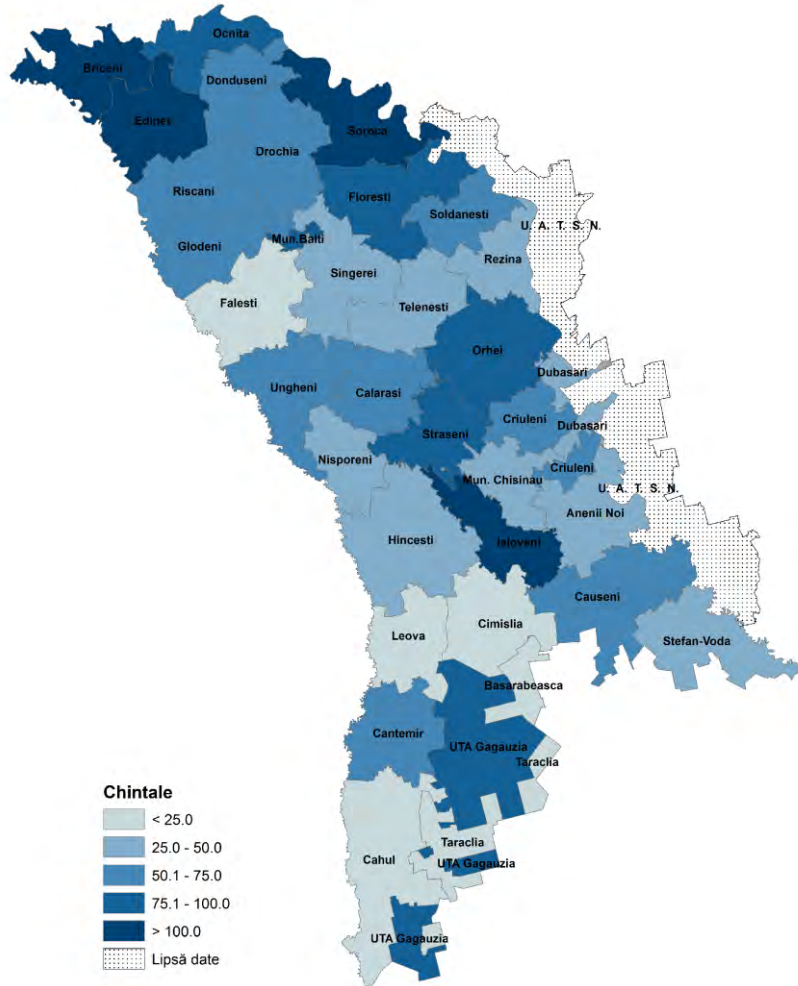 Ocnita
Briceni
Donduseni
Edinet
Soroca
Drochia
Riscani
Floresti
Soldanesti
U. A. T. S. N.
Glodeni
Mun.Balti
Rezina
Singerei
Falesti
Telenesti
Orhei
Dubasari
Ungheni
Calarasi
Criuleni
Dubasari
Straseni
Nisporeni
Criuleni
Mun. Chisinau
U. A. T. S. N.
Anenii Noi
Hincesti
Ialoveni
Causeni
Cimislia
Leova
Stefan-Voda
Basarabeasca
Cantemir
UTA Gagauzia
Taraclia
Chintale
< 25.0
25.0 - 50.0
50.1 - 75.0
75.1 - 100.0
> 100.0
Lipsă date
Taraclia
Cahul
UTA Gagauzia
UTA Gagauzia